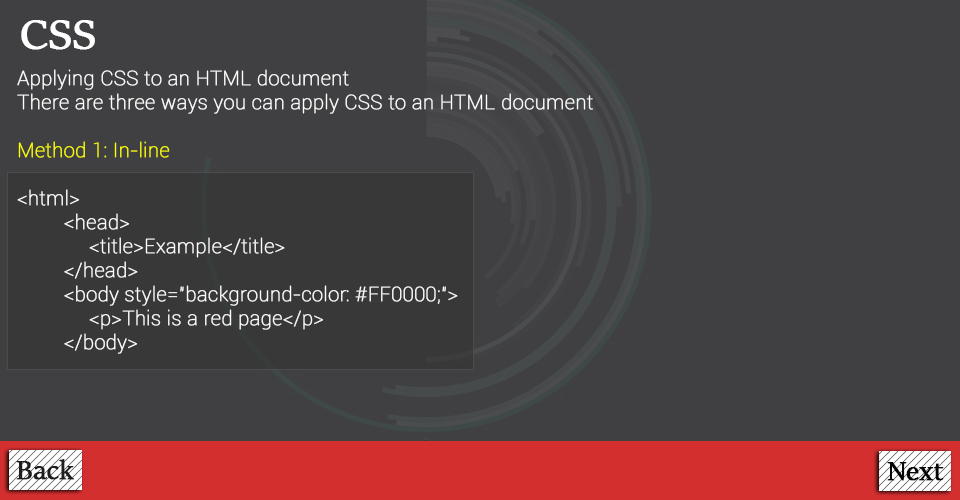 CSS
Applying CSS to an HTML document
There are three ways you can apply CSS to an HTML document
Method 1: In-line
<html>
<head>
<title>Example</title>
</head>
<body style="background-color: #FF0000;">
<p>This is a red page</p>
</body>
Back
Next